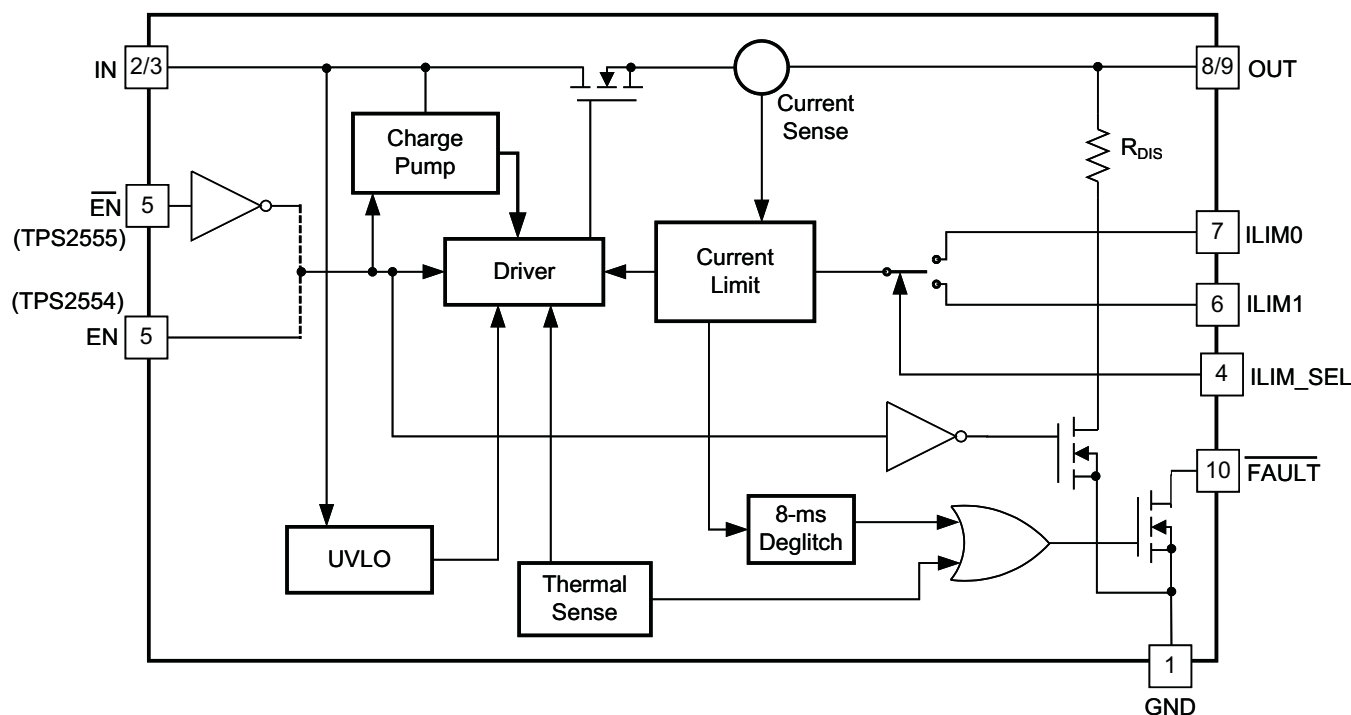 IN
2/3
8/9
OUT
Current
Sense
Charge
Pump
R_DIS
EN
5
(TPS2555)
7
ILIM0
Driver
Current
Limit
(TPS2554)
EN
5
6
ILIM1
4
ILIM_SEL
10
FAULT
8-ms
Deglitch
UVLO
Thermal
Sense
1
GND